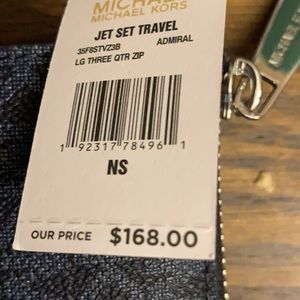 MICHAEL
MICHAEL KORS
JET SET TRAVEL
35F8STVZ3B ADMIRAL
LG THREE QTR ZIP
1 92317 78496 1
NS
OUR PRICE $168.00